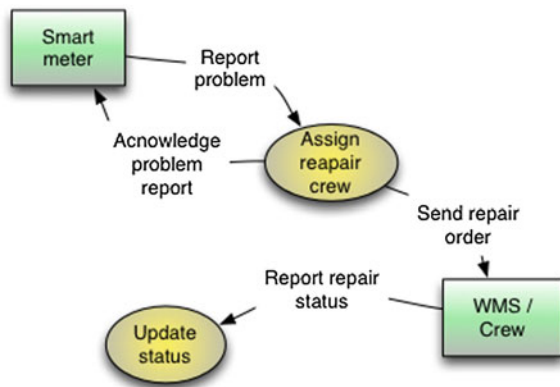 Smart
meter
Report
problem
Acnowledge
problem
report
Assign
reapair
crew
Send repair
order
Report repair
status
WMS /
Crew
Update
status